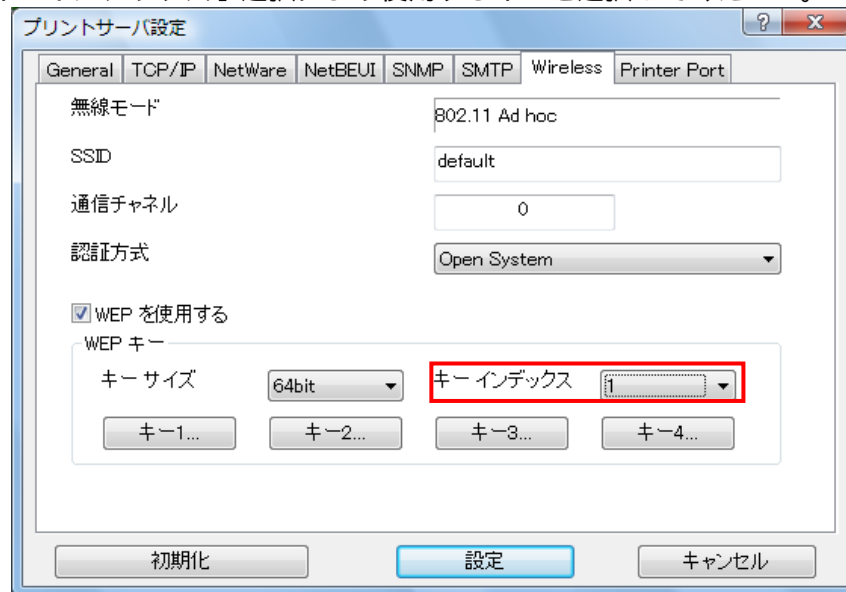 プリントサーバ設定
General TCP/IP NetWare NetBEUI SNMP SMTP Wireless Printer Port
無線モード 802.11 Ad hoc
SSID default
通信チャネル 0
認証方式 Open System
WEP を使用する
WEP キー
キー サイズ 64bit キー インデックス 1
キー1... キー2... キー3... キー4...
初期化 設定 キャンセル